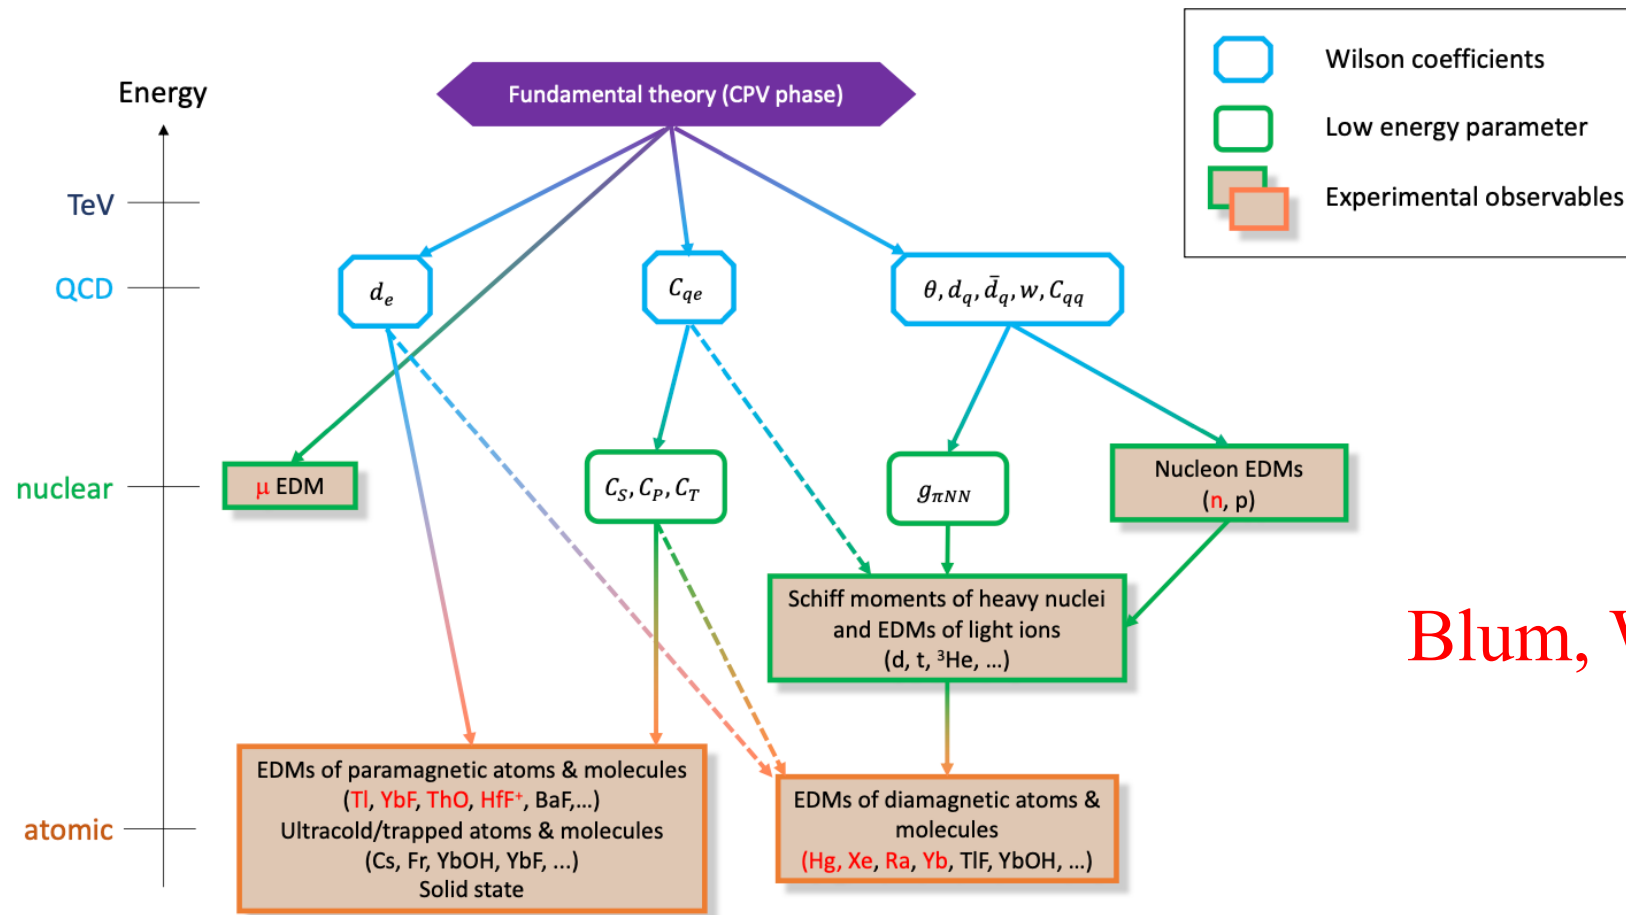 Energy
TeV
QCD
nuclear
atomic
Fundamental theory (CPV phase)
Wilson coefficients
Low energy parameter
Experimental observables
dₑ
C_qe
θ, d_q, d̄_q, w, C_qq
μ EDM
C_S, C_P, C_T
g_πNN
Nucleon EDMs
(n, p)
Schiff moments of heavy nuclei
and EDMs of light ions
(d, t, ³He, ...)
EDMs of paramagnetic atoms & molecules
(Tl, YbF, ThO, HfF⁺, BaF,...)
Ultracold/trapped atoms & molecules
(Cs, Fr, YbOH, YbF, ...)
Solid state
EDMs of diamagnetic atoms &
molecules
(Hg, Xe, Ra, Yb, TlF, YbOH, ...)
Blum,